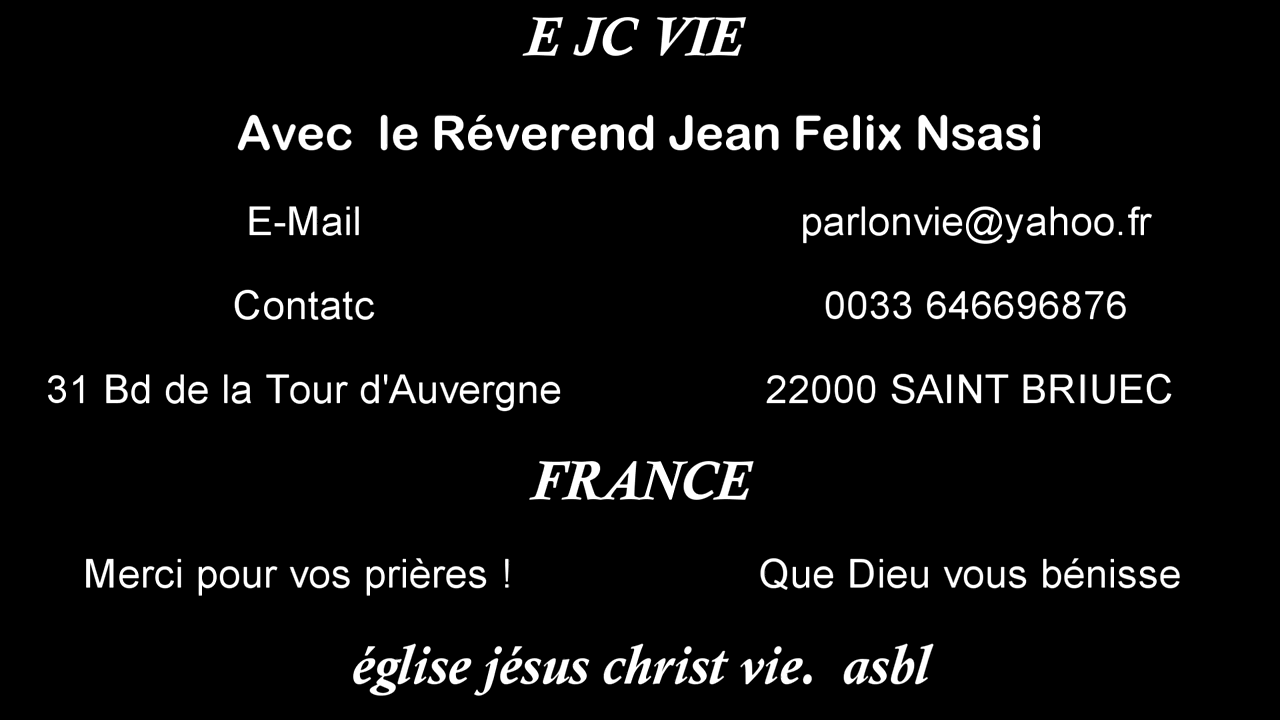 E JC VIE
Avec le Réverend Jean Felix Nsasi
E-Mail parlonvie@yahoo.fr
Contatc 0033 646696876
31 Bd de la Tour d'Auvergne 22000 SAINT BRIUEC
FRANCE
Merci pour vos prières ! Que Dieu vous bénisse
église jésus christ vie. asbl